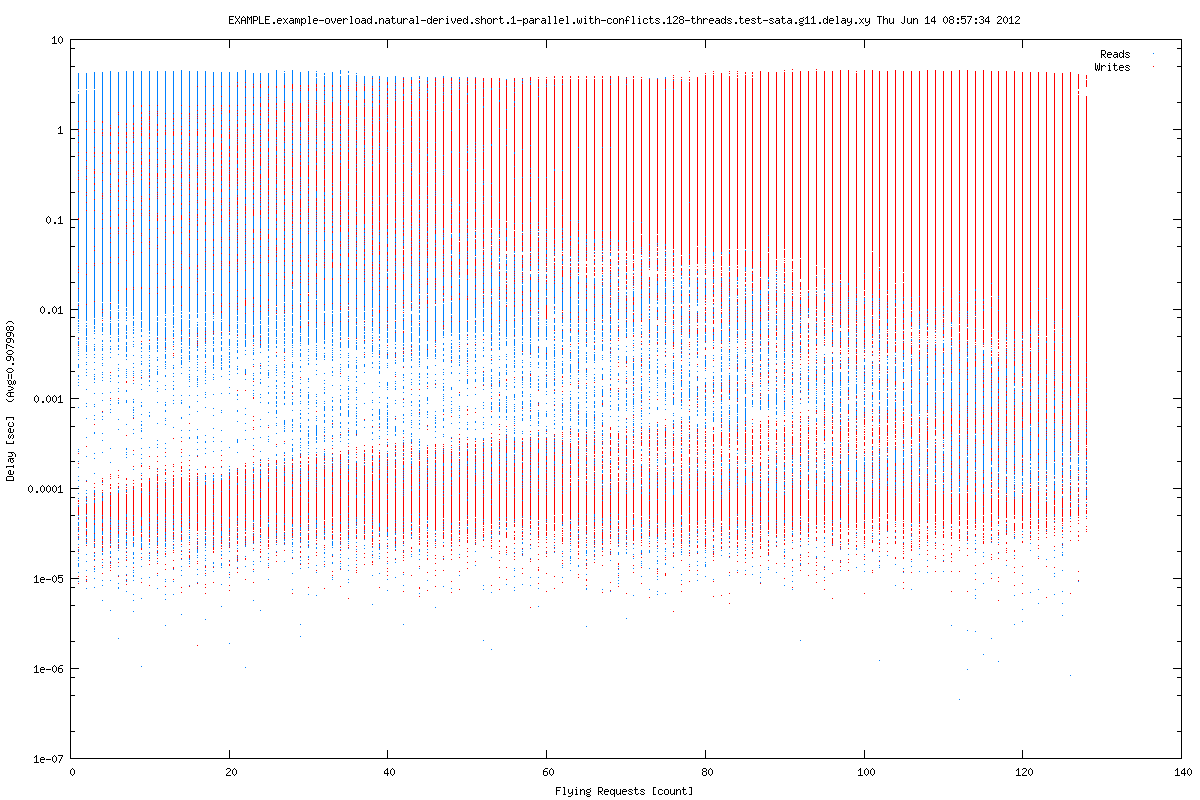 EXAMPLE.example-overload.natural-derived.short.1-parallel.with-conflicts.128-threads.test-sata.g11.delay.xy Thu Jun 14 08:57:34 2012
Reads
Writes
10
1
0.1
0.01
0.001
0.0001
1e-05
1e-06
1e-07
Delay [sec] (Avg=0.907998)
0 20 40 60 80 100 120 140
Flying Requests [count]